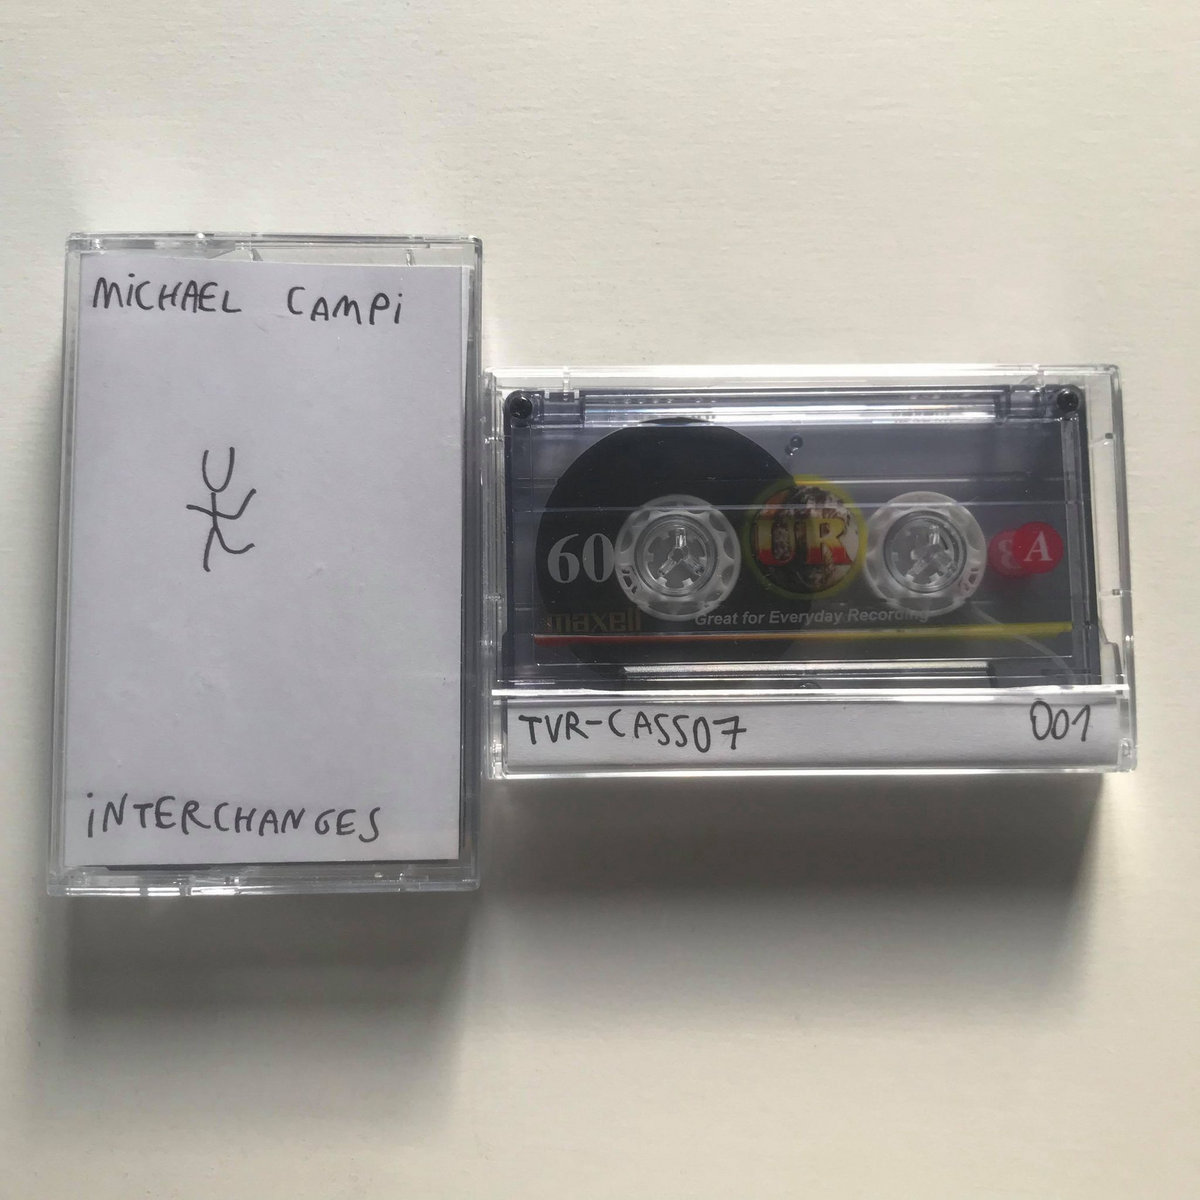 MiCHAEL CAMPi
iNTERCHANGES
60
UR
A
maxell
Great for Everyday Recording
TVR-CASS07
001